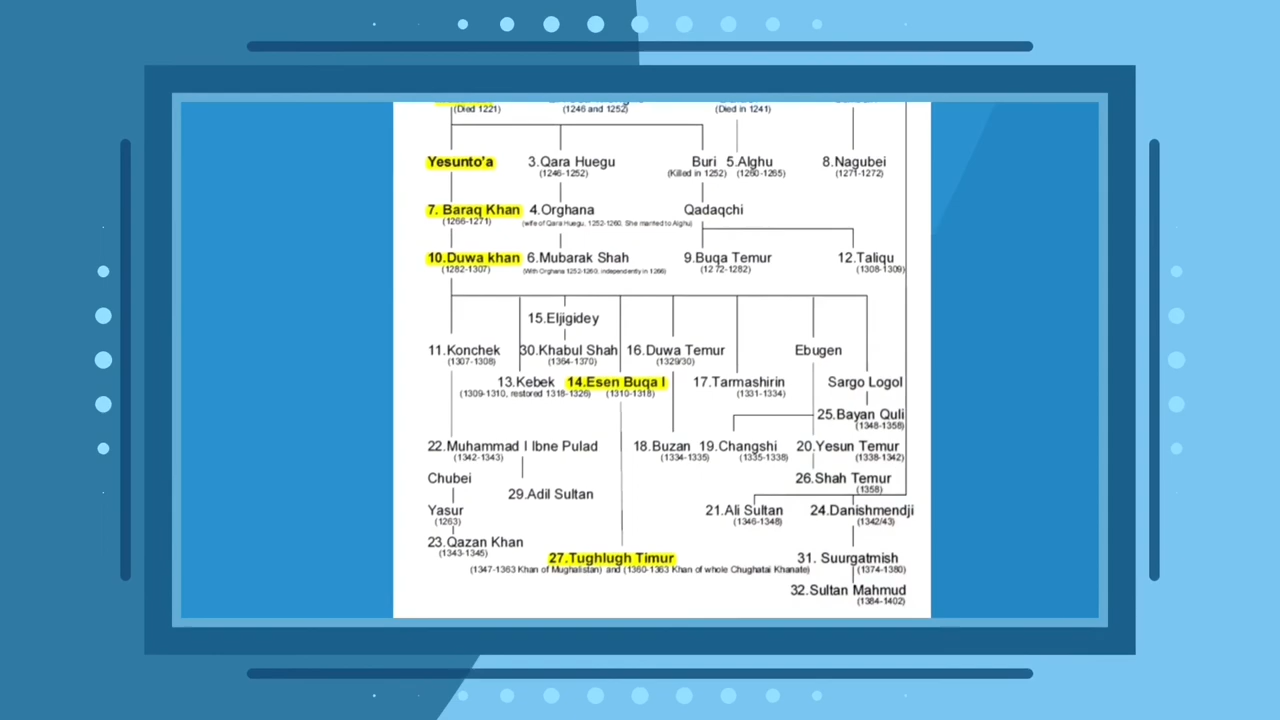 (Died 1221) (1246 and 1252) (Died in 1241)
Yesunto'a 3.Qara Huegu Buri 5.Alghu 8.Nagubei
(1246-1252) (Killed in 1252) (1260-1265) (1271-1272)
7. Baraq Khan 4.Orghana Qadaqchi
(1266-1271) (wife of Qara Huegu, 1252-1260, She married to Alghu)
10.Duwa khan 6.Mubarak Shah 9.Buqa Temur 12.Taliqu
(1282-1307) (With Orghana 1252-1260, independently in 1266) (12 72-1282) (1308-1309)
15.Eljigidey
11.Konchek 30.Khabul Shah 16.Duwa Temur Ebugen
(1307-1308) (1364-1370) (1329/30)
13.Kebek 14.Esen Buqa I 17.Tarmashirin Sargo Logol
(1309-1310, restored 1318-1326) (1310-1318) (1331-1334)
25.Bayan Quli
(1348-1358)
22.Muhammad I Ibne Pulad 18.Buzan 19.Changshi 20.Yesun Temur
(1342-1343) (1334-1335) (1335-1338) (1338-1342)
Chubei 26.Shah Temur
(1358)
29.Adil Sultan
Yasur 21.Ali Sultan 24.Danishmendji
(1263) (1346-1348) (1342/43)
23.Qazan Khan
(1343-1345)
27.Tughlugh Timur 31. Suurgatmish
(1347-1363 Khan of Mughalistan) and (1360-1363 Khan of whole Chughatai Khanate) (1374-1380)
32.Sultan Mahmud
(1384-1402)